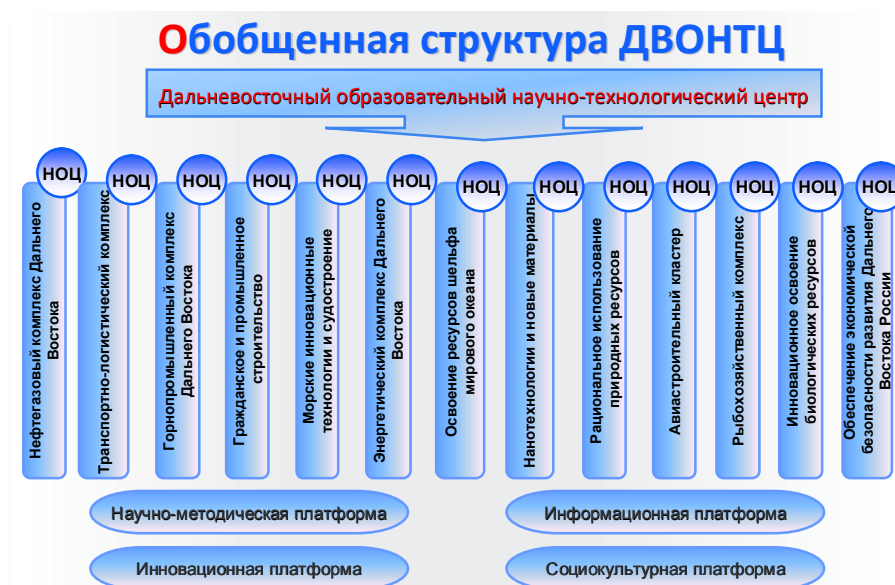 Обобщенная структура ДВОНТЦ
Дальневосточный образовательный научно-технологический центр
НОЦ
Нефтегазовый комплекс Дальнего
Востока
НОЦ
Транспортно-логистический комплекс
НОЦ
Горнопромышленный комплекс
Дальнего Востока
НОЦ
Гражданское и промышленное
строительство
НОЦ
Морские инновационные
технологии и судостроение
НОЦ
Энергетический комплекс Дальнего
Востока
НОЦ
Освоение ресурсов шельфа
мирового океана
НОЦ
Нанотехнологии и новые материалы
НОЦ
Рациональное использование
природных ресурсов
НОЦ
Авиастроительный кластер
НОЦ
Рыбохозяйственный комплекс
НОЦ
Инновационное освоение
биологических ресурсов
НОЦ
Обеспечение экономической
безопасности развития Дальнего
Востока России
Научно-методическая платформа
Информационная платформа
Инновационная платформа
Социокультурная платформа